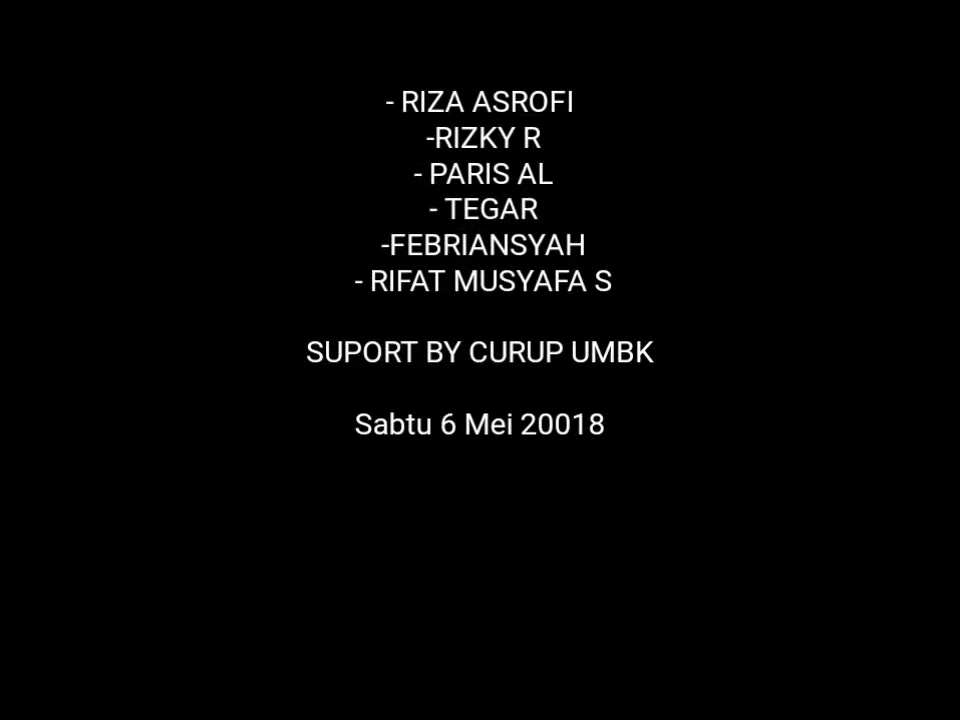 - RIZA ASROFI
-RIZKY R
- PARIS AL
- TEGAR
-FEBRIANSYAH
- RIFAT MUSYAFA S
SUPORT BY CURUP UMBK
Sabtu 6 Mei 20018